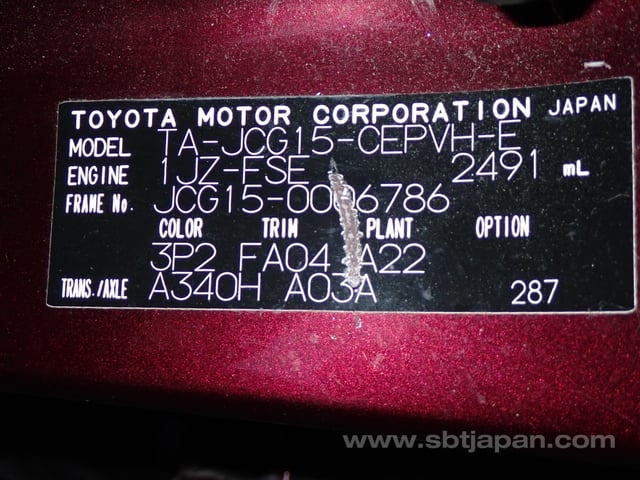 TOYOTA MOTOR CORPORATION JAPAN
MODEL TA-JCG15-CEPVH-E
ENGINE 1JZ-FSE 2491 mL
FRAME No. JCG15-0006786
COLOR TRIM PLANT OPTION
3P2 FA04 A22
TRANS./AXLE A340H A03A 287
www.sbtjapan.com